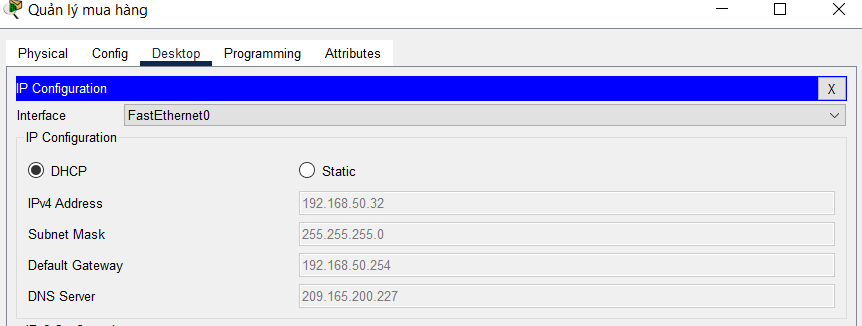 Quản lý mua hàng
Physical Config Desktop Programming Attributes
IP Configuration X
Interface FastEthernet0
IP Configuration
DHCP Static
IPv4 Address 192.168.50.32
Subnet Mask 255.255.255.0
Default Gateway 192.168.50.254
DNS Server 209.165.200.227